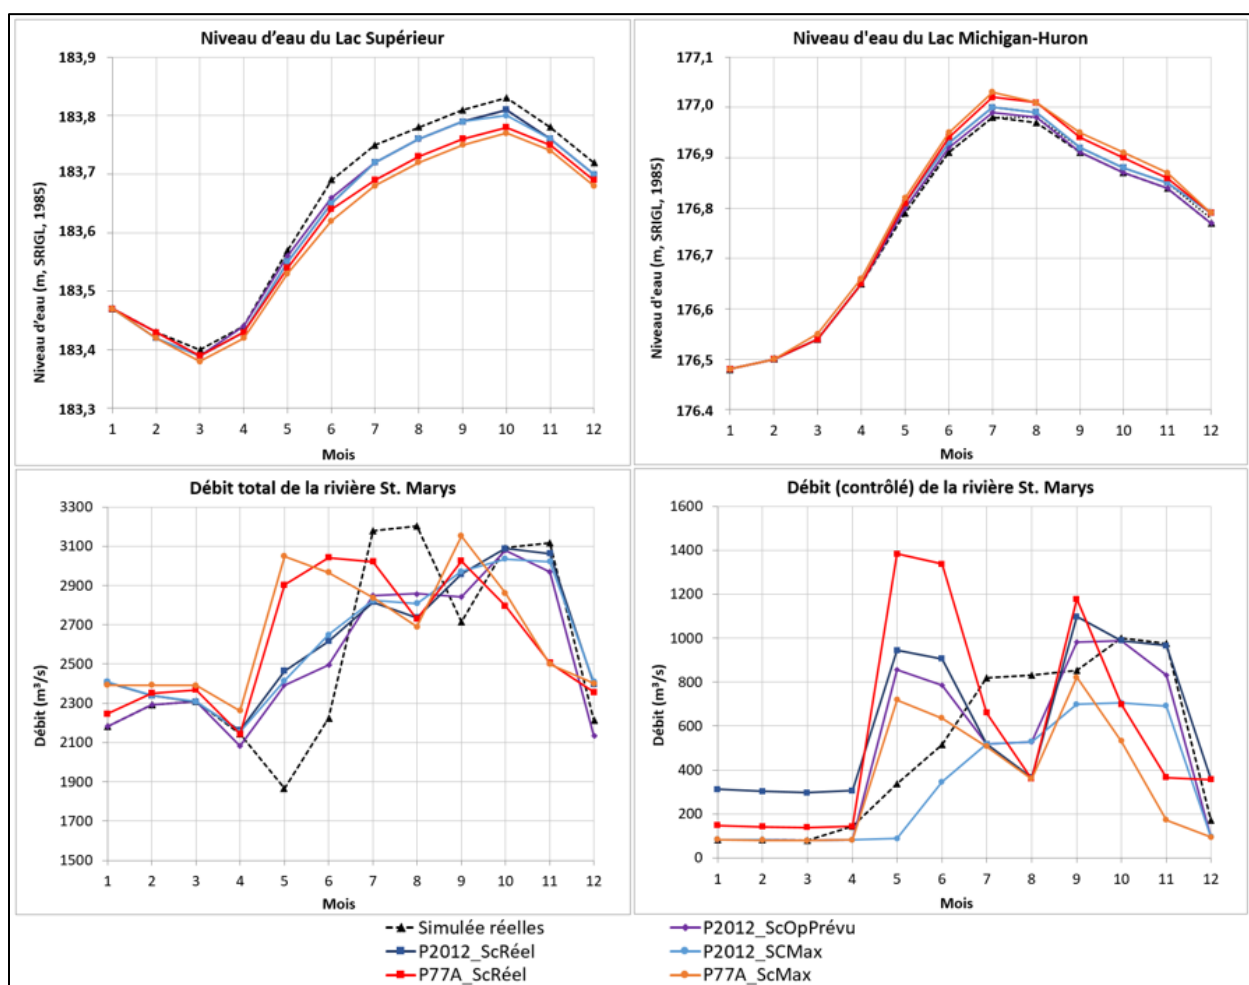 Niveau d'eau du Lac Supérieur
183,9
183,8
183,7
183,6
183,5
183,4
183,3
Niveau d'eau (m, SRIGL, 1985)
1 2 3 4 5 6 7 8 9 10 11 12
Mois
Niveau d'eau du Lac Michigan-Huron
177,1
177,0
176,9
176,8
176,7
176,6
176,5
176.4
Niveau d'eau (m, SRIGL, 1985)
1 2 3 4 5 6 7 8 9 10 11 12
Mois
Débit total de la rivière St. Marys
3300
3100
2900
2700
2500
2300
2100
1900
1700
1500
Débit (m³/s)
1 2 3 4 5 6 7 8 9 10 11 12
Mois
Débit (contrôlé) de la rivière St. Marys
1600
1400
1200
1000
800
600
400
200
0
Débit (m³/s)
1 2 3 4 5 6 7 8 9 10 11 12
Mois
Simulée réelles
P2012_ScOpPrévu
P2012_ScRéel
P2012_SCMax
P77A_ScRéel
P77A_ScMax